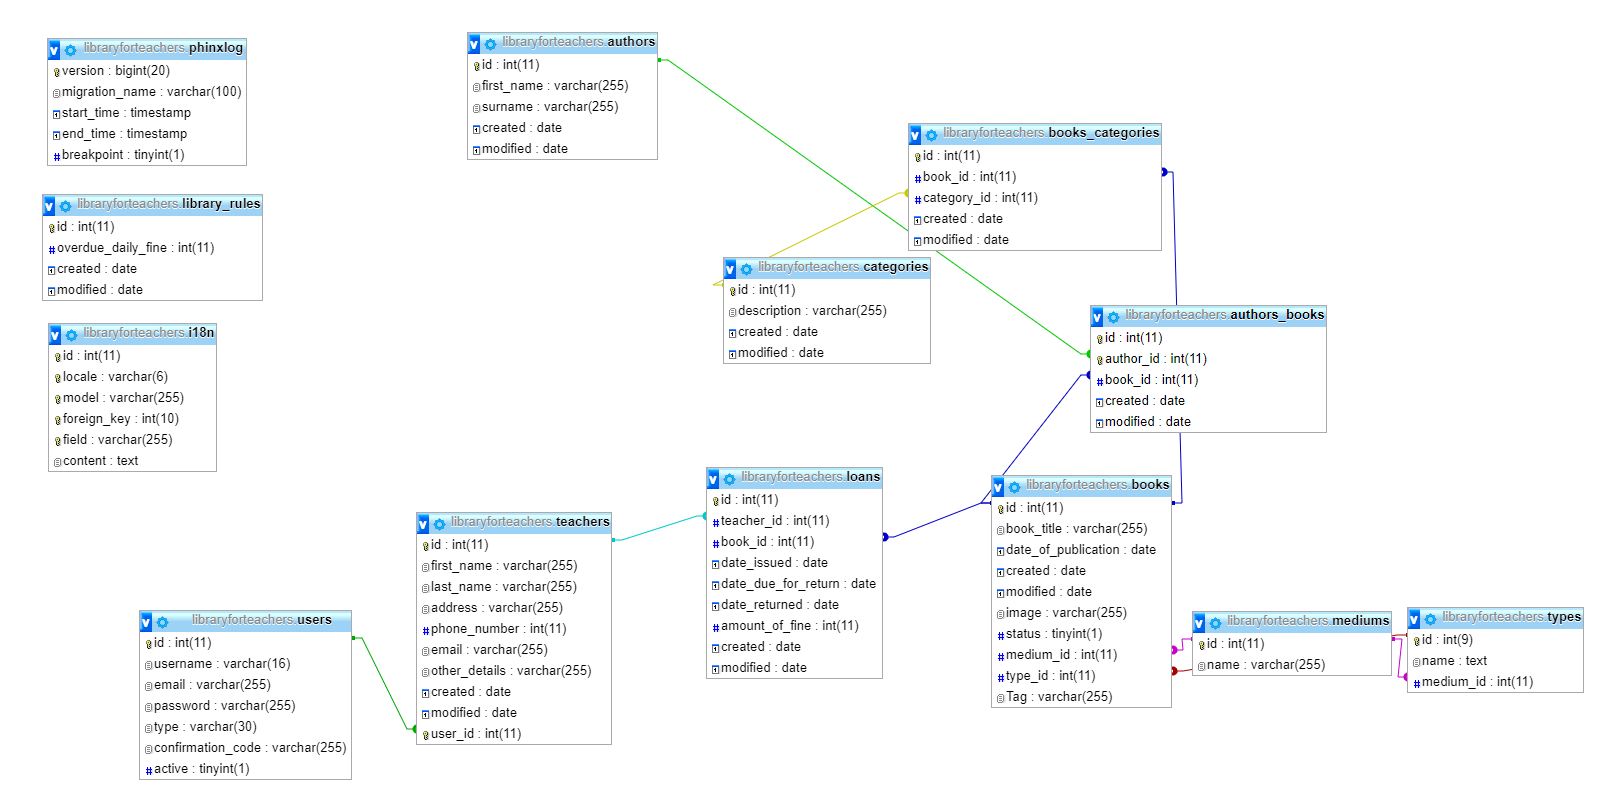 libraryforteachers.phinxlog
version : bigint(20)
migration_name : varchar(100)
start_time : timestamp
end_time : timestamp
breakpoint : tinyint(1)
libraryforteachers.library_rules
id : int(11)
overdue_daily_fine : int(11)
created : date
modified : date
libraryforteachers.i18n
id : int(11)
locale : varchar(6)
model : varchar(255)
foreign_key : int(10)
field : varchar(255)
content : text
libraryforteachers.authors
id : int(11)
first_name : varchar(255)
surname : varchar(255)
created : date
modified : date
libraryforteachers.books_categories
id : int(11)
book_id : int(11)
category_id : int(11)
created : date
modified : date
libraryforteachers.categories
id : int(11)
description : varchar(255)
created : date
modified : date
libraryforteachers.authors_books
id : int(11)
author_id : int(11)
book_id : int(11)
created : date
modified : date
libraryforteachers.loans
id : int(11)
teacher_id : int(11)
book_id : int(11)
date_issued : date
date_due_for_return : date
date_returned : date
amount_of_fine : int(11)
created : date
modified : date
libraryforteachers.books
id : int(11)
book_title : varchar(255)
date_of_publication : date
created : date
modified : date
image : varchar(255)
status : tinyint(1)
medium_id : int(11)
type_id : int(11)
Tag : varchar(255)
libraryforteachers.teachers
id : int(11)
first_name : varchar(255)
last_name : varchar(255)
address : varchar(255)
phone_number : int(11)
email : varchar(255)
other_details : varchar(255)
created : date
modified : date
user_id : int(11)
libraryforteachers.users
id : int(11)
username : varchar(16)
email : varchar(255)
password : varchar(255)
type : varchar(30)
confirmation_code : varchar(255)
active : tinyint(1)
libraryforteachers.mediums
id : int(11)
name : varchar(255)
libraryforteachers.types
id : int(9)
name : text
medium_id : int(11)